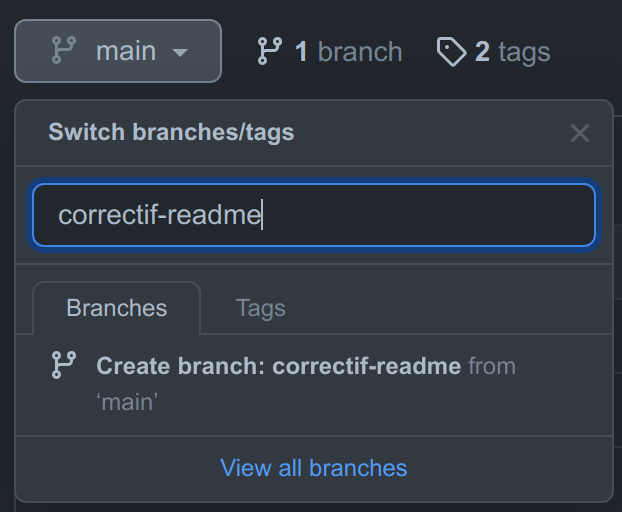 main 1 branch 2 tags
Switch branches/tags
correctif-readme
Branches Tags
Create branch: correctif-readme from
‘main’
View all branches